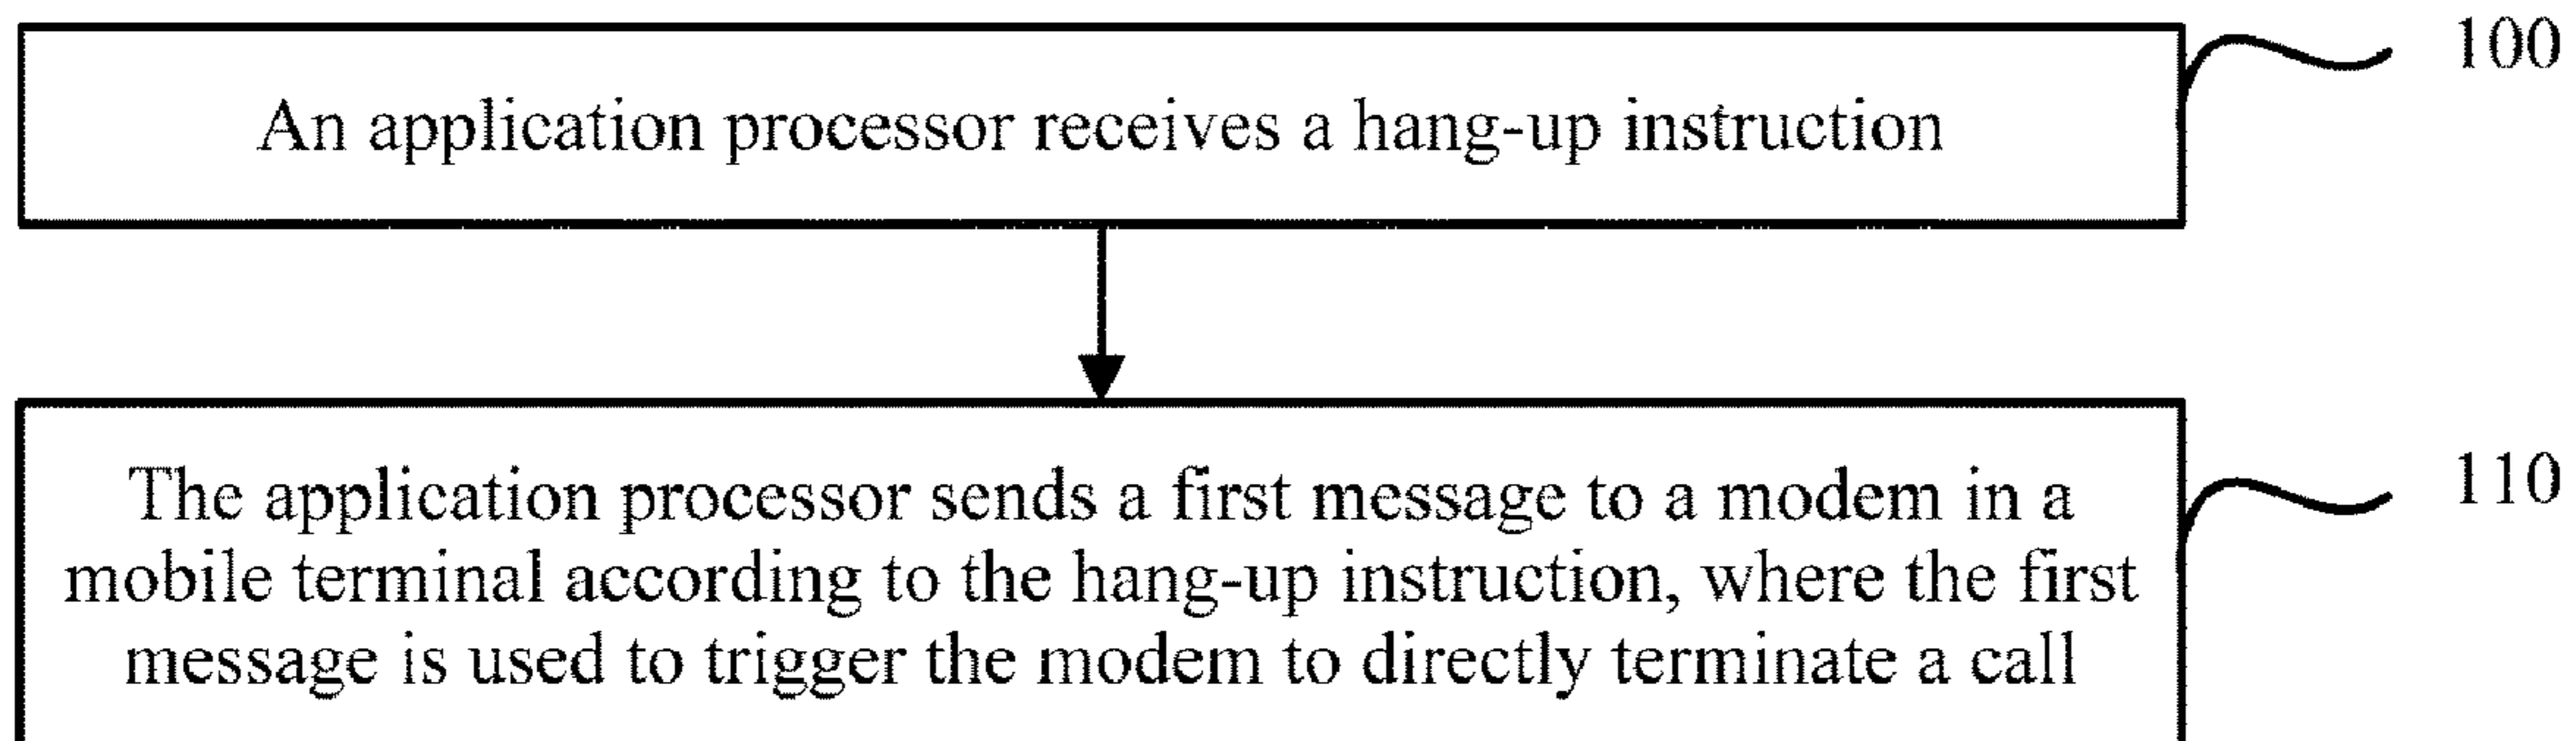 100
An application processor receives a hang-up instruction
110
The application processor sends a first message to a modem in a
mobile terminal according to the hang-up instruction, where the first
message is used to trigger the modem to directly terminate a call